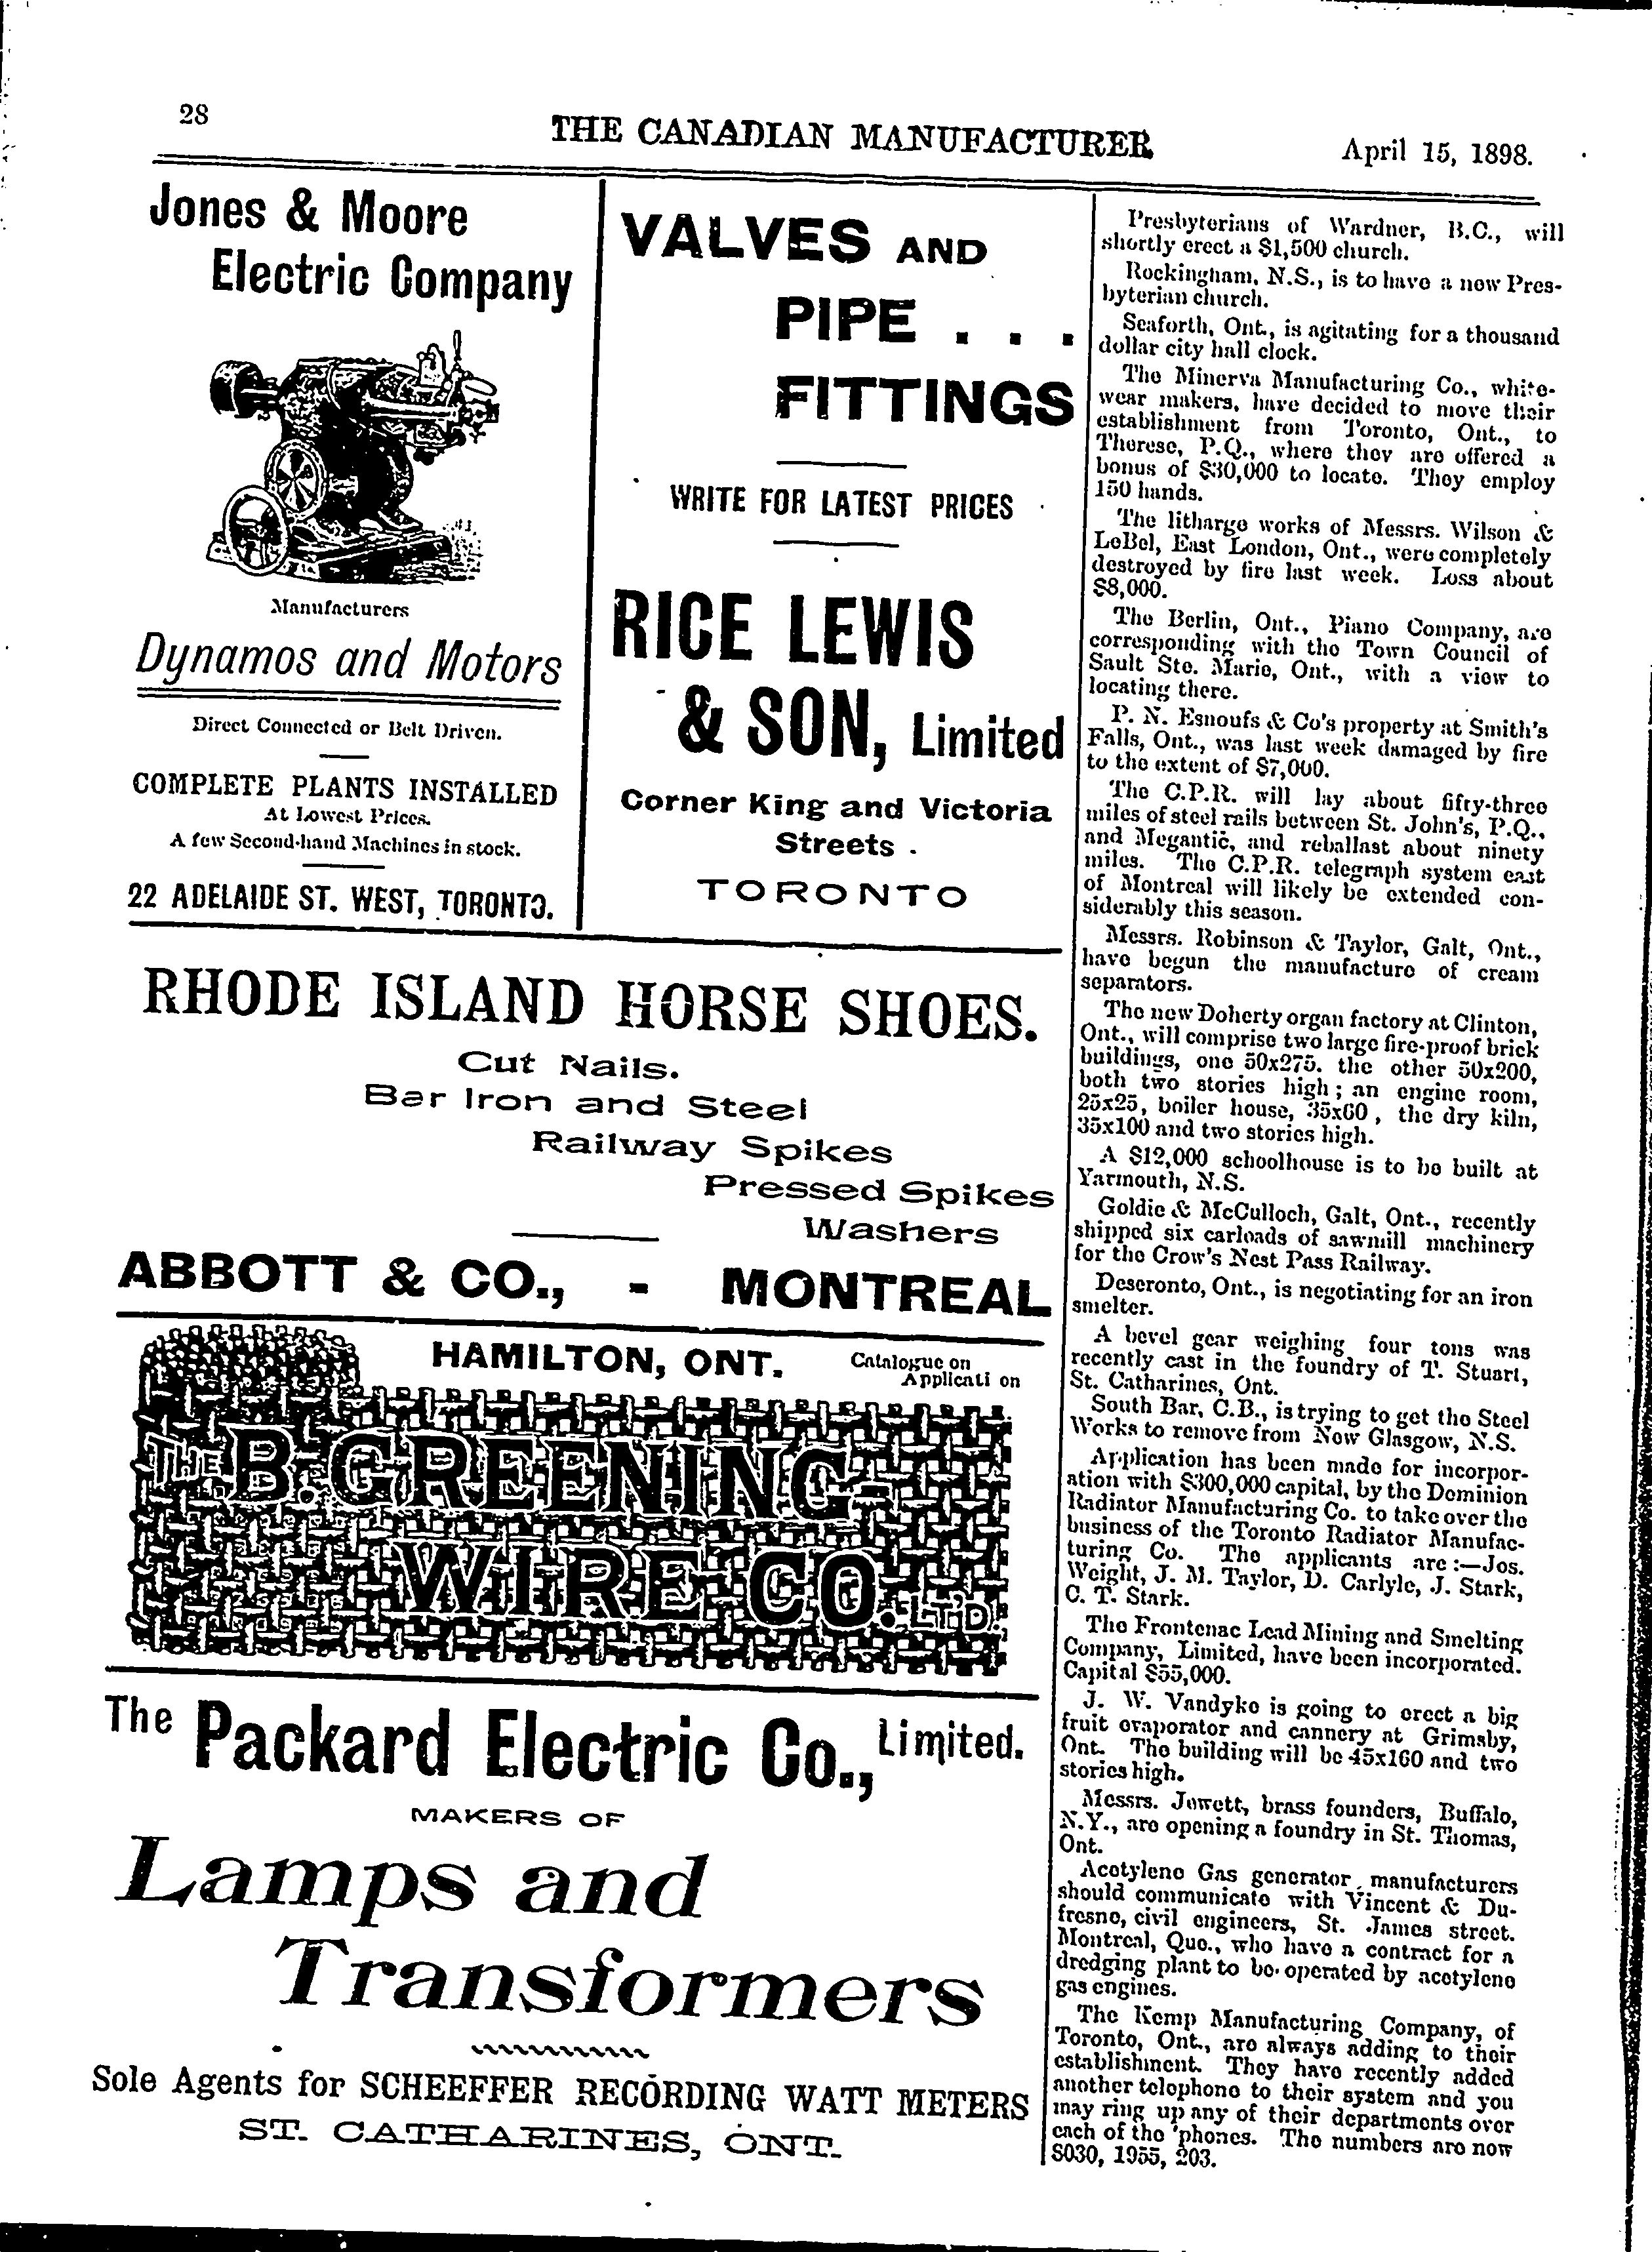 28
THE CANADIAN MANUFACTURER
April 15, 1898.
Jones & Moore
Electric Company
Manufacturers
Dynamos and Motors
Direct Connected or Belt Driven.
COMPLETE PLANTS INSTALLED
At Lowest Prices.
A few Second-hand Machines in stock.
22 ADELAIDE ST. WEST, TORONTO.
VALVES AND
PIPE . . .
FITTINGS
WRITE FOR LATEST PRICES
RICE LEWIS
& SON, Limited
Corner King and Victoria
Streets
TORONTO
RHODE ISLAND HORSE SHOES.
Cut Nails.
Bar Iron and Steel
Railway Spikes
Pressed Spikes
Washers
ABBOTT & CO., - MONTREAL
HAMILTON, ONT.
Catalogue on
Application
THE B. GREENING
WIRE CO. LT'D.
The Packard Electric Co., Limited.
MAKERS OF
Lamps and
Transformers
Sole Agents for SCHEEFFER RECORDING WATT METERS
ST. CATHARINES, ONT.
Presbyterians of Wardner, B.C., will
shortly erect a $1,500 church.
Rockingham, N.S., is to have a new Pres-
byterian church.
Seaforth, Ont., is agitating for a thousand
dollar city hall clock.
The Minerva Manufacturing Co., white-
wear makers, have decided to move their
establishment from Toronto, Ont., to
Therese, P.Q., where they are offered a
bonus of $30,000 to locate. They employ
150 hands.
The litharge works of Messrs. Wilson &
LeBel, East London, Ont., were completely
destroyed by fire last week. Loss about
$8,000.
The Berlin, Ont., Piano Company, are
corresponding with the Town Council of
Sault Ste. Marie, Ont., with a view to
locating there.
P. N. Esnoufs & Co's property at Smith's
Falls, Ont., was last week damaged by fire
to the extent of $7,000.
The C.P.R. will lay about fifty-three
miles of steel rails between St. John's, P.Q.,
and Megantic, and reballast about ninety
miles. The C.P.R. telegraph system east
of Montreal will likely be extended con-
siderably this season.
Messrs. Robinson & Taylor, Galt, Ont.,
have begun the manufacture of cream
separators.
The new Doherty organ factory at Clinton,
Ont., will comprise two large fire-proof brick
buildings, one 50x275. the other 50x200,
both two stories high; an engine room,
25x25, boiler house, 35x60, the dry kiln,
35x100 and two stories high.
A $12,000 schoolhouse is to be built at
Yarmouth, N.S.
Goldie & McCulloch, Galt, Ont., recently
shipped six carloads of sawmill machinery
for the Crow's Nest Pass Railway.
Deseronto, Ont., is negotiating for an iron
smelter.
A bevel gear weighing four tons was
recently cast in the foundry of T. Stuart,
St. Catharines, Ont.
South Bar, C.B., is trying to get the Steel
Works to remove from New Glasgow, N.S.
Application has been made for incorpor-
ation with $300,000 capital, by the Dominion
Radiator Manufacturing Co. to take over the
business of the Toronto Radiator Manufac-
turing Co. The applicants are:—Jos.
Weight, J. M. Taylor, D. Carlyle, J. Stark,
C. T. Stark.
The Frontenac Lead Mining and Smelting
Company, Limited, have been incorporated.
Capital $55,000.
J. W. Vandyke is going to erect a big
fruit evaporator and cannery at Grimsby,
Ont. The building will be 45x160 and two
stories high.
Messrs. Jewett, brass founders, Buffalo,
N.Y., are opening a foundry in St. Thomas,
Ont.
Acetylene Gas generator manufacturers
should communicate with Vincent & Du-
fresne, civil engineers, St. James street.
Montreal, Que., who have a contract for a
dredging plant to be operated by acetylene
gas engines.
The Kemp Manufacturing Company, of
Toronto, Ont., are always adding to their
establishment. They have recently added
another telephone to their system and you
may ring up any of their departments over
each of the 'phones. The numbers are now
8030, 1955, 203.